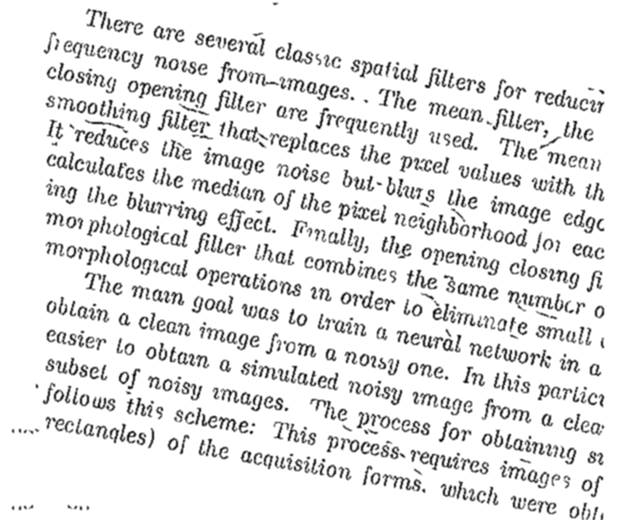 There are several classic spatial filters for reducin
frequency noise from images. The mean filter, the
closing opening filter are frequently used. The mean
smoothing filter that replaces the pixel values with th
It reduces the image noise but blurs the image edge
calculates the median of the pixel neighborhood for eac
ing the blurring effect. Finally, the opening closing fi
morphological filter that combines the same number o
morphological operations in order to eliminate small
The main goal was to train a neural network in a
obtain a clean image from a noisy one. In this partic
easier to obtain a simulated noisy image from a clea
subset of noisy images. The process for obtaining si
follows this scheme: This process requires images of
rectangles) of the acquisition forms, which were obt